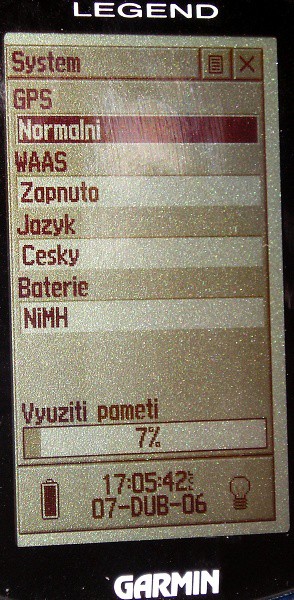 LEGEND
System
GPS
Normalni
WAAS
Zapnuto
Jazyk
Cesky
Baterie
NiMH
Vyuziti pameti
7%
17:05:42
07-DUB-06
GARMIN